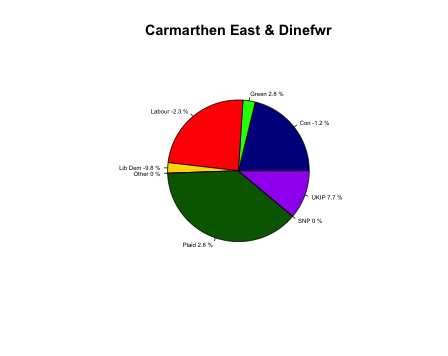 Carmarthen East & Dinefwr
Green 2.8 %
Labour -2.3 %
Con -1.2 %
Lib Dem -9.8 %
Other 0 %
UKIP 7.7 %
SNP 0 %
Plaid 2.8 %